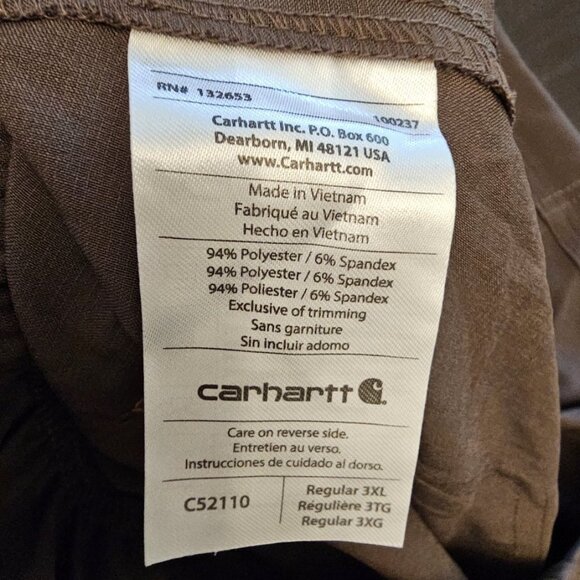 RN# 132653 100237
Carhartt Inc. P.O. Box 600
Dearborn, MI 48121 USA
www.Carhartt.com
Made in Vietnam
Fabriqué au Vietnam
Hecho en Vietnam
94% Polyester / 6% Spandex
94% Polyester / 6% Spandex
94% Poliester / 6% Spandex
Exclusive of trimming
Sans garniture
Sin incluir adorno
carhartt
Care on reverse side.
Entretien au verso.
Instrucciones de cuidado al dorso.
C52110
Regular 3XL
Régulière 3TG
Regular 3XG